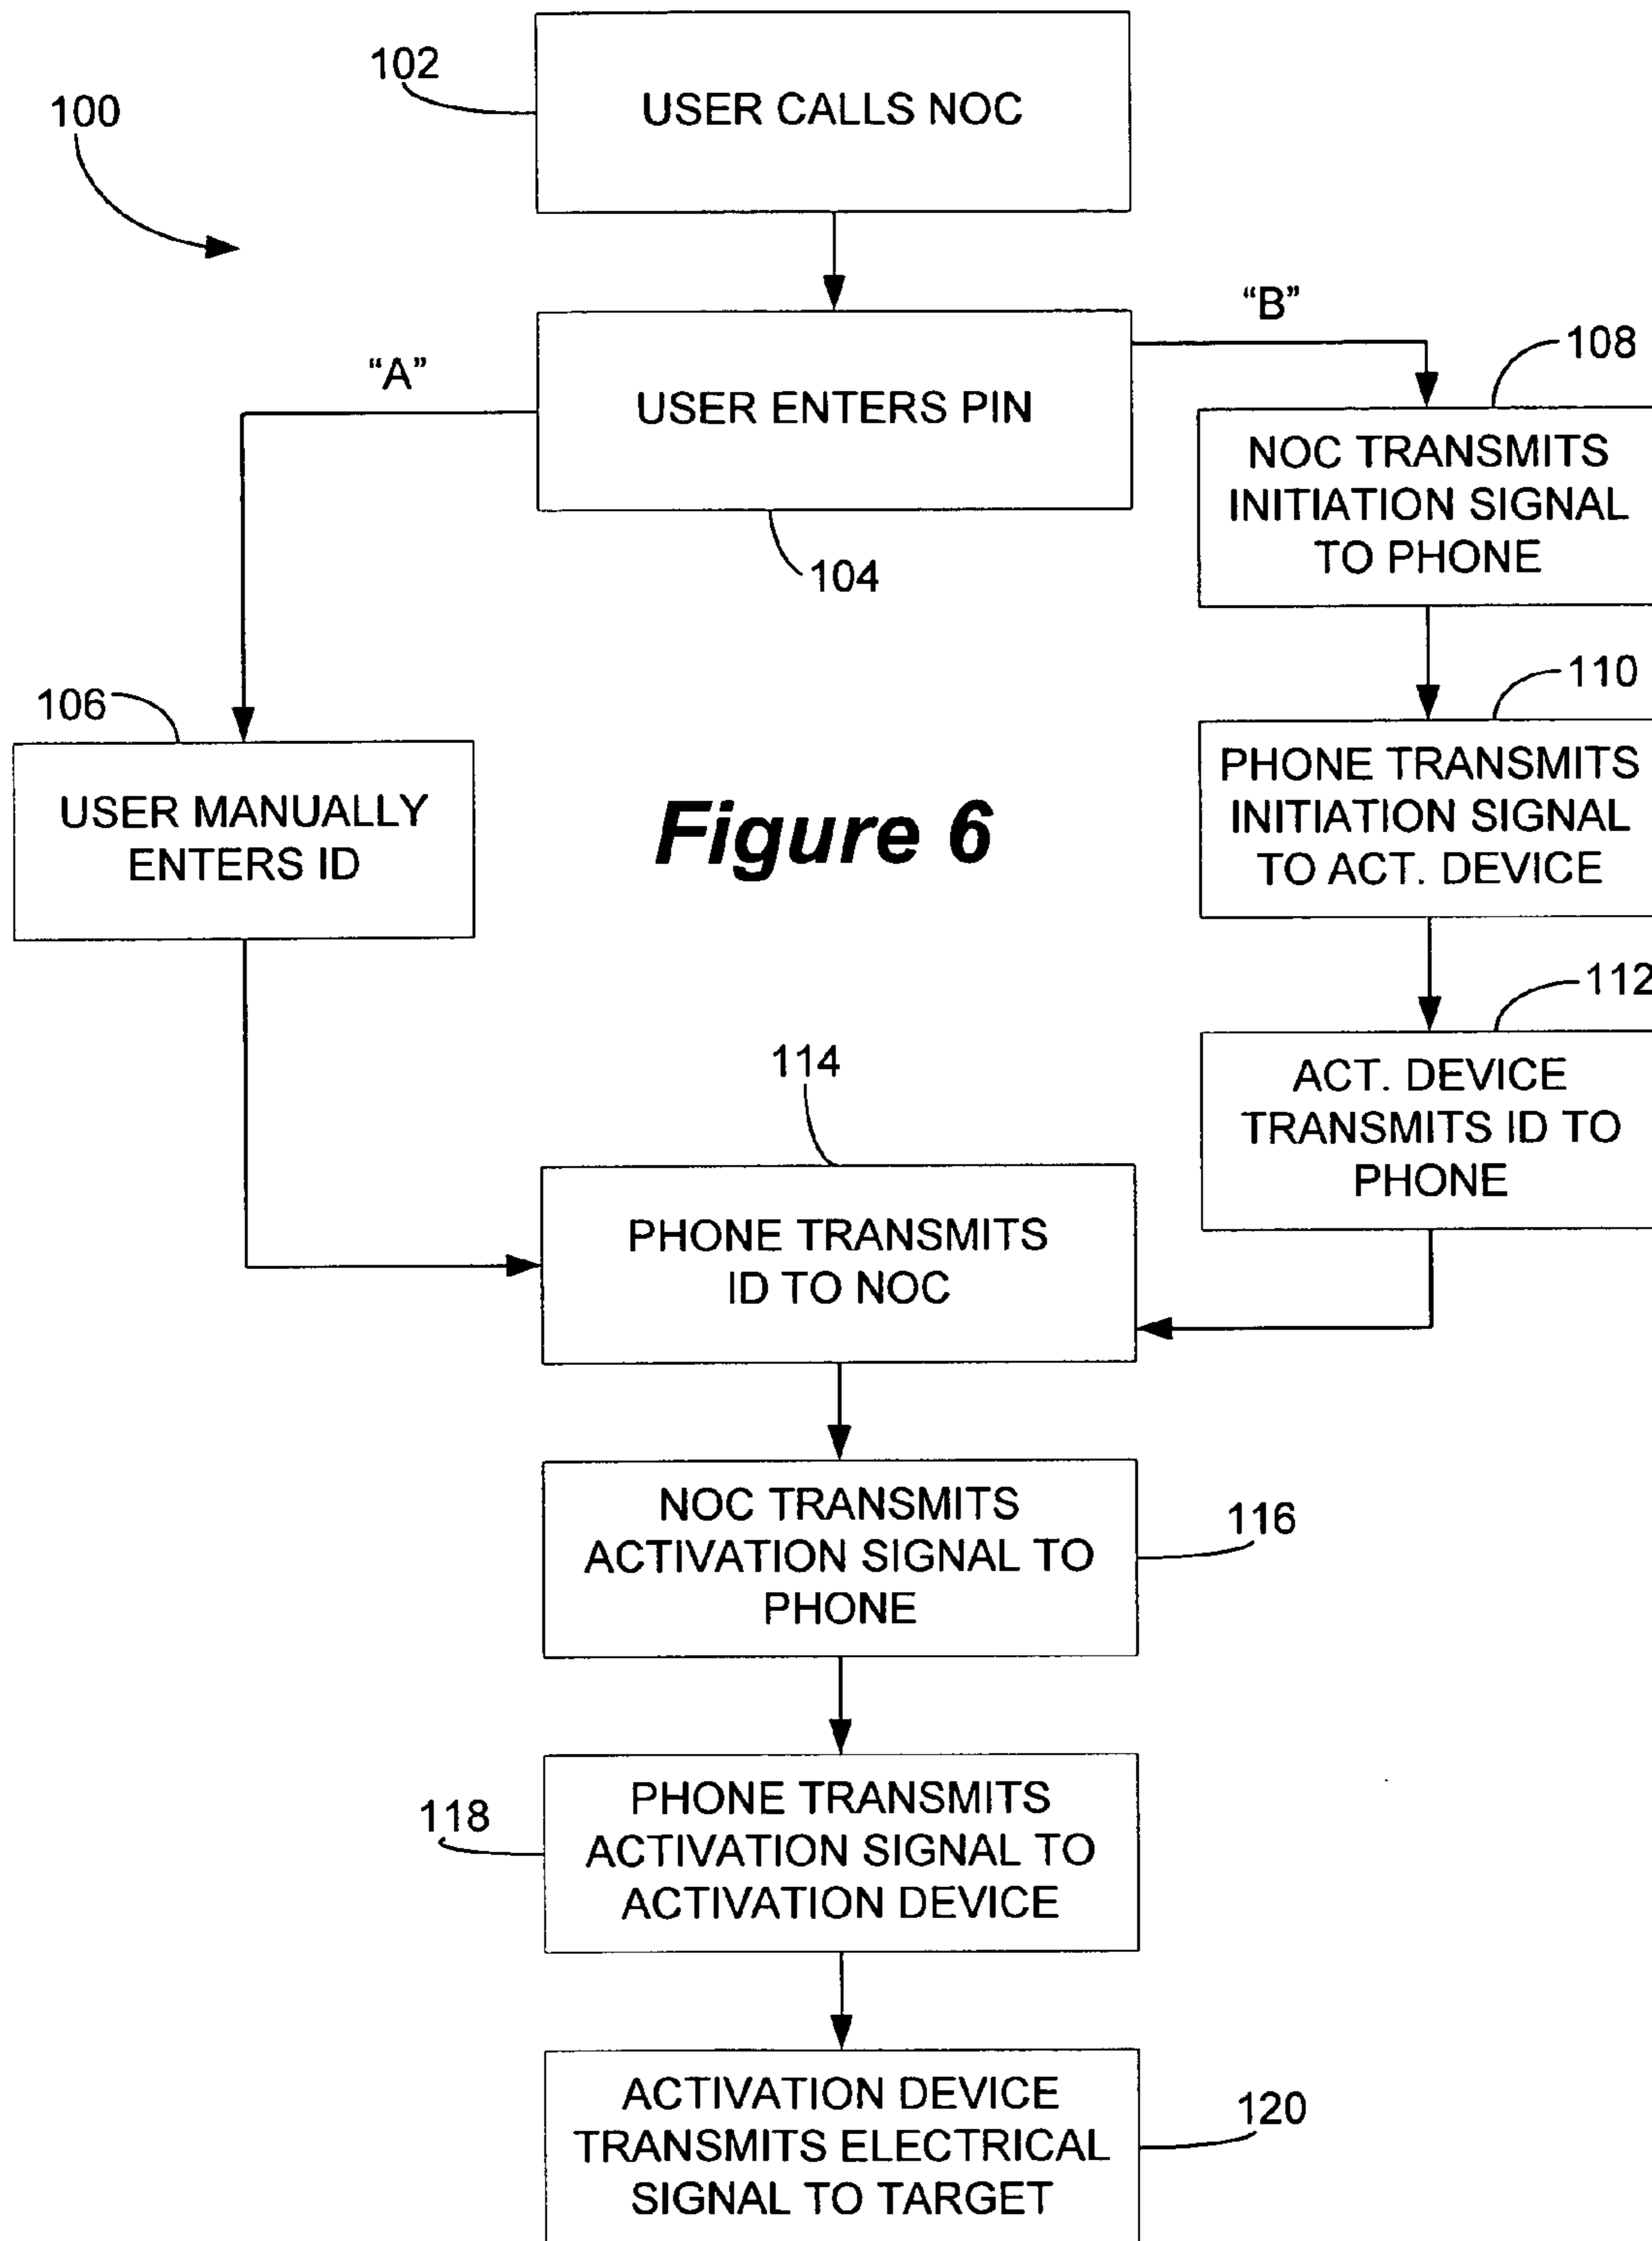 102
USER CALLS NOC
100
"B"
108
"A"
USER ENTERS PIN
104
NOC TRANSMITS
INITIATION SIGNAL
TO PHONE
106
USER MANUALLY
ENTERS ID
110
PHONE TRANSMITS
INITIATION SIGNAL
TO ACT. DEVICE
Figure 6
112
ACT. DEVICE
TRANSMITS ID TO
PHONE
114
PHONE TRANSMITS
ID TO NOC
NOC TRANSMITS
ACTIVATION SIGNAL TO
PHONE
116
118
PHONE TRANSMITS
ACTIVATION SIGNAL TO
ACTIVATION DEVICE
ACTIVATION DEVICE
TRANSMITS ELECTRICAL
SIGNAL TO TARGET
120